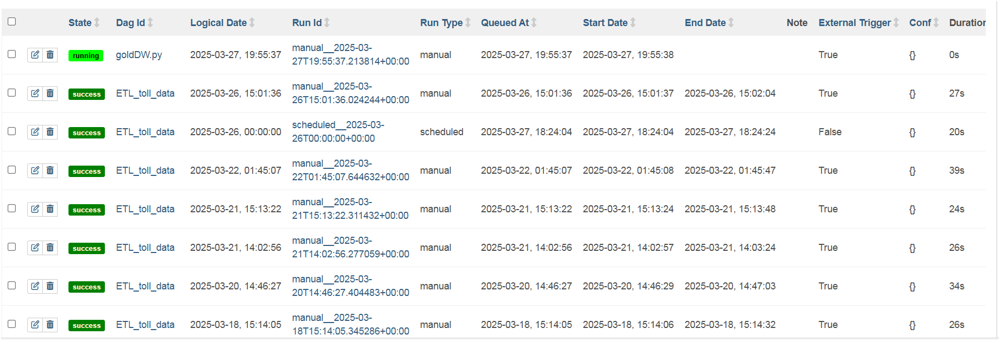 State Dag Id Logical Date Run Id Run Type Queued At Start Date End Date Note External Trigger Conf Duration
running goldDW.py 2025-03-27, 19:55:37 manual__2025-03-27T19:55:37.213814+00:00 manual 2025-03-27, 19:55:37 2025-03-27, 19:55:38 True {} 0s
success ETL_toll_data 2025-03-26, 15:01:36 manual__2025-03-26T15:01:36.024244+00:00 manual 2025-03-26, 15:01:36 2025-03-26, 15:01:37 2025-03-26, 15:02:04 True {} 27s
success ETL_toll_data 2025-03-26, 00:00:00 scheduled__2025-03-26T00:00:00+00:00 scheduled 2025-03-27, 18:24:04 2025-03-27, 18:24:04 2025-03-27, 18:24:24 False {} 20s
success ETL_toll_data 2025-03-22, 01:45:07 manual__2025-03-22T01:45:07.644632+00:00 manual 2025-03-22, 01:45:07 2025-03-22, 01:45:08 2025-03-22, 01:45:47 True {} 39s
success ETL_toll_data 2025-03-21, 15:13:22 manual__2025-03-21T15:13:22.311432+00:00 manual 2025-03-21, 15:13:22 2025-03-21, 15:13:24 2025-03-21, 15:13:48 True {} 24s
success ETL_toll_data 2025-03-21, 14:02:56 manual__2025-03-21T14:02:56.277059+00:00 manual 2025-03-21, 14:02:56 2025-03-21, 14:02:57 2025-03-21, 14:03:24 True {} 26s
success ETL_toll_data 2025-03-20, 14:46:27 manual__2025-03-20T14:46:27.404483+00:00 manual 2025-03-20, 14:46:27 2025-03-20, 14:46:29 2025-03-20, 14:47:03 True {} 34s
success ETL_toll_data 2025-03-18, 15:14:05 manual__2025-03-18T15:14:05.345286+00:00 manual 2025-03-18, 15:14:05 2025-03-18, 15:14:06 2025-03-18, 15:14:32 True {} 26s